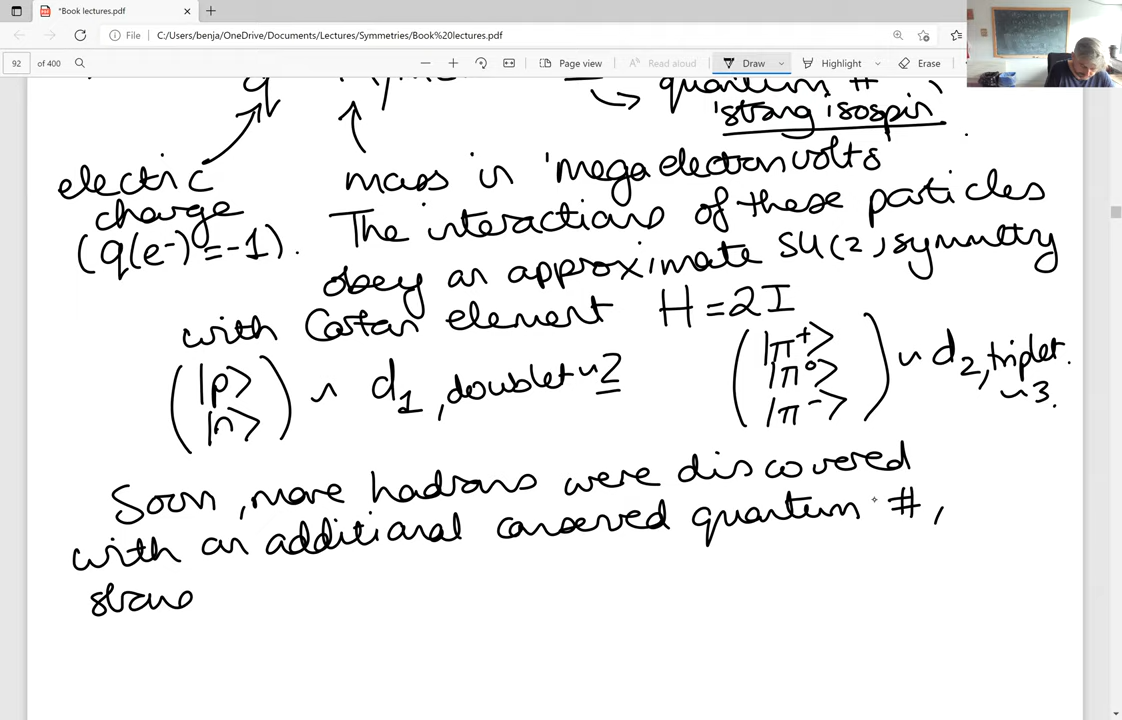 *Book lectures.pdf
File C:/Users/benja/OneDrive/Documents/Lectures/Symmetries/Book%20lectures.pdf
92 of 400 Page view Read aloud Draw Highlight Erase
q quantum #
'strong isospin'
electric charge
(q(e-) = -1).
mass in 'mega electron volts
The interactions of these particles
obey an approximate SU(2) symmetry
with Cartan element H = 2I
(|p> |n>) ~ d₁, doublet ~ 2
(|π⁺> |π⁰> |π⁻>) ~ d₂, triplet. ~ 3.
Soon, more hadrons were discovered
with an additional conserved quantum #,
strang